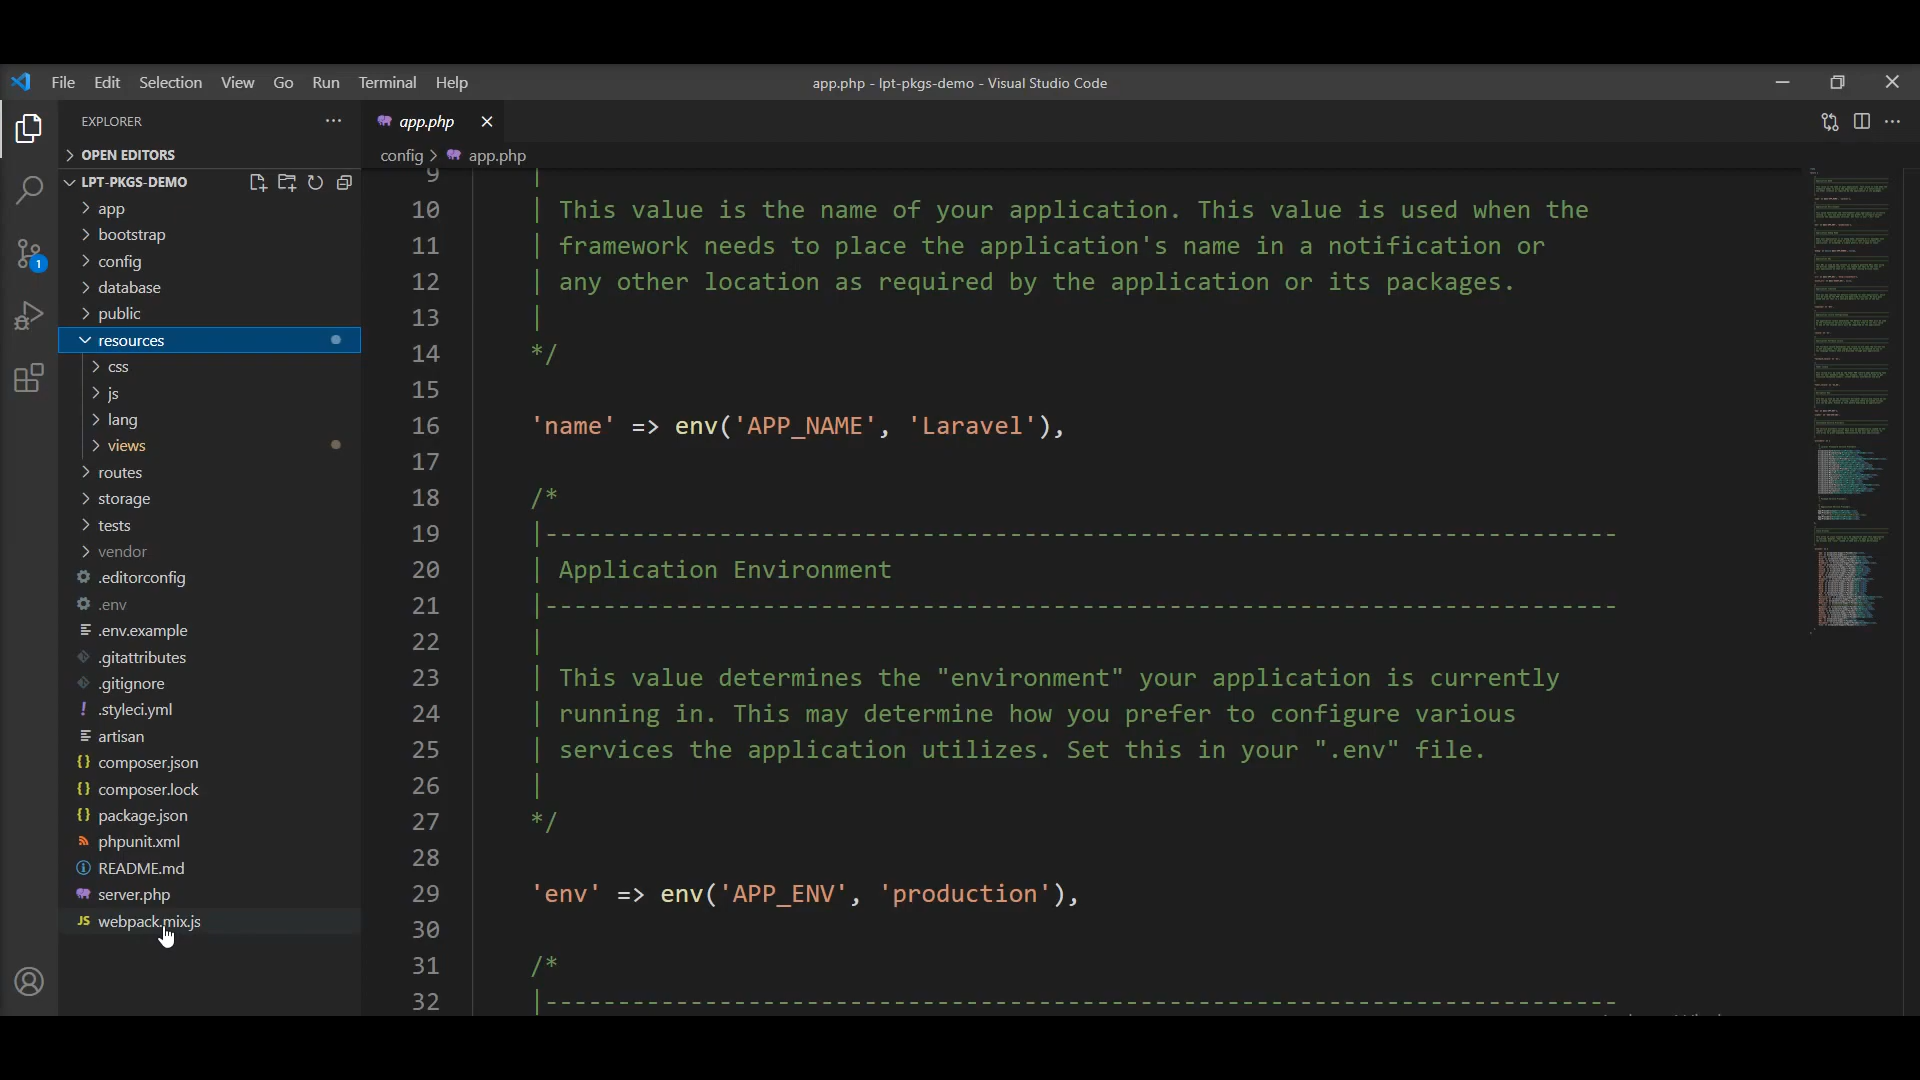 File Edit Selection View Go Run Terminal Help
app.php - lpt-pkgs-demo - Visual Studio Code
EXPLORER
OPEN EDITORS
LPT-PKGS-DEMO
app
bootstrap
config
database
public
resources
css
js
lang
views
routes
storage
tests
vendor
.editorconfig
.env
.env.example
.gitattributes
.gitignore
.styleci.yml
artisan
composer.json
composer.lock
package.json
phpunit.xml
README.md
server.php
JS webpack.mix.js
1
app.php
config > app.php
9 |
10 | This value is the name of your application. This value is used when the
11 | framework needs to place the application's name in a notification or
12 | any other location as required by the application or its packages.
13 |
14 */
15
16 'name' => env('APP_NAME', 'Laravel'),
17
18 /*
19 |--------------------------------------------------------------------------
20 | Application Environment
21 |--------------------------------------------------------------------------
22 |
23 | This value determines the "environment" your application is currently
24 | running in. This may determine how you prefer to configure various
25 | services the application utilizes. Set this in your ".env" file.
26 |
27 */
28
29 'env' => env('APP_ENV', 'production'),
30
31 /*
32 |--------------------------------------------------------------------------